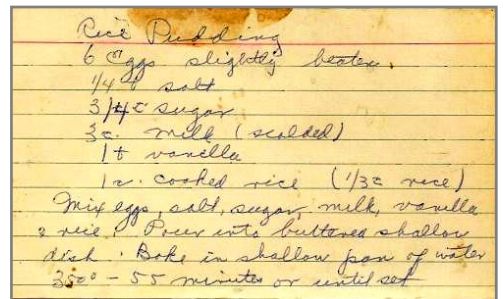 Rice Pudding
6 Eggs slightly beaten.
1/4 t salt
3/4 c sugar
3c. milk (scalded)
1 t vanilla
1 c. cooked rice (1/3 c rice)
Mix eggs, salt, sugar, milk, vanilla
& rice. Pour into buttered shallow
dish. Bake in shallow pan of water
350° - 55 minutes or until set